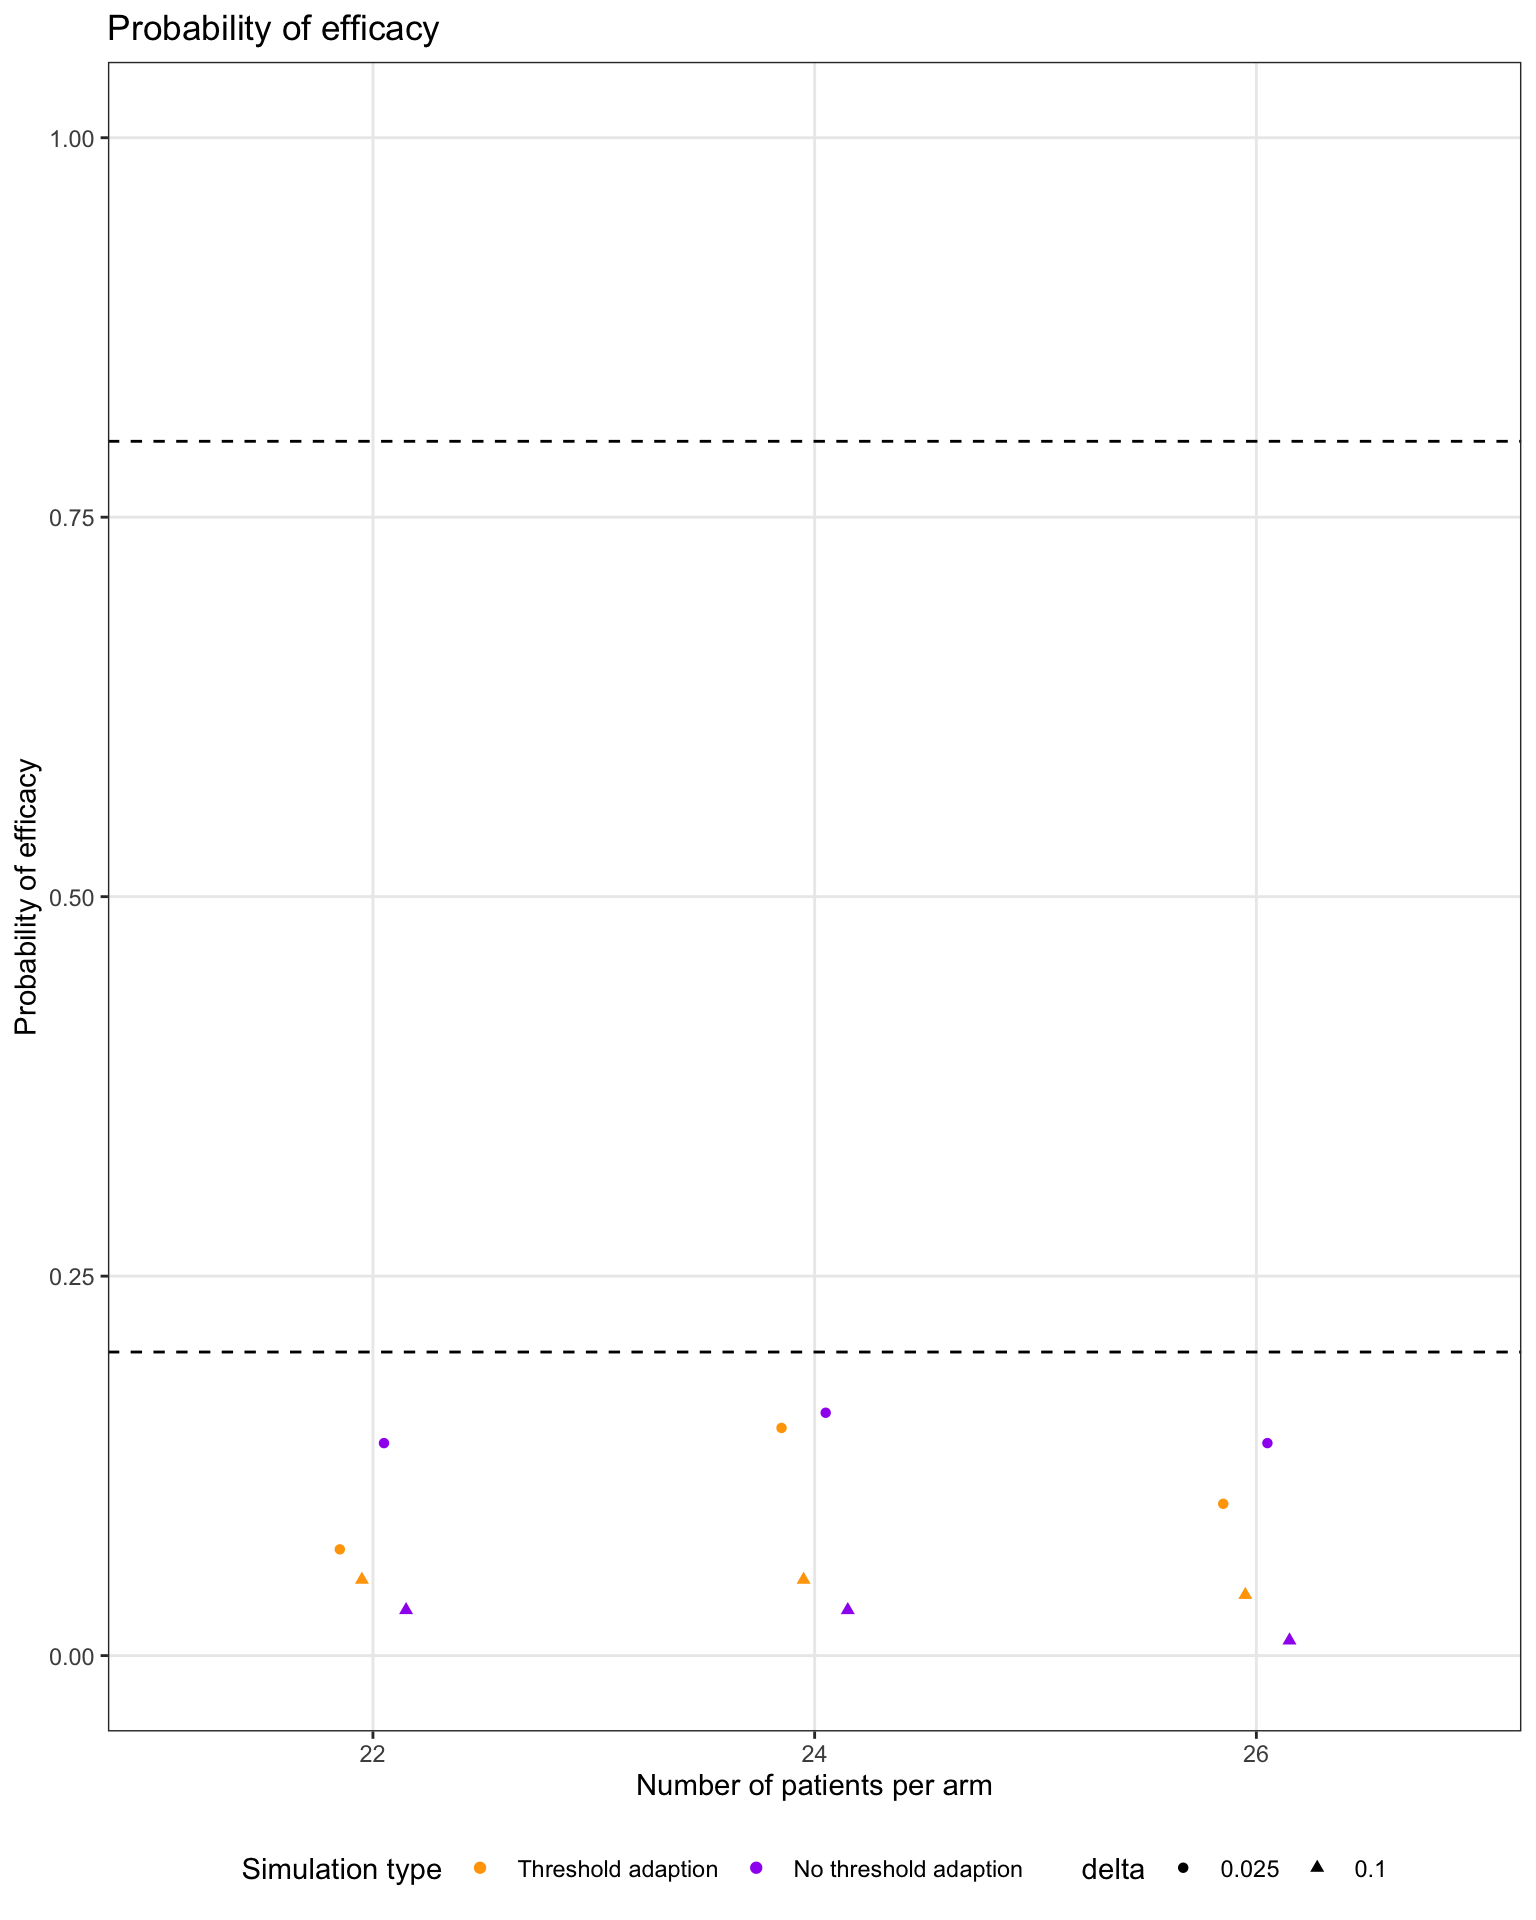 Probability of efficacy
Probability of efficacy
1.00
0.75
0.50
0.25
0.00
22 24 26
Number of patients per arm
Simulation type Threshold adaption No threshold adaption delta 0.025 0.1